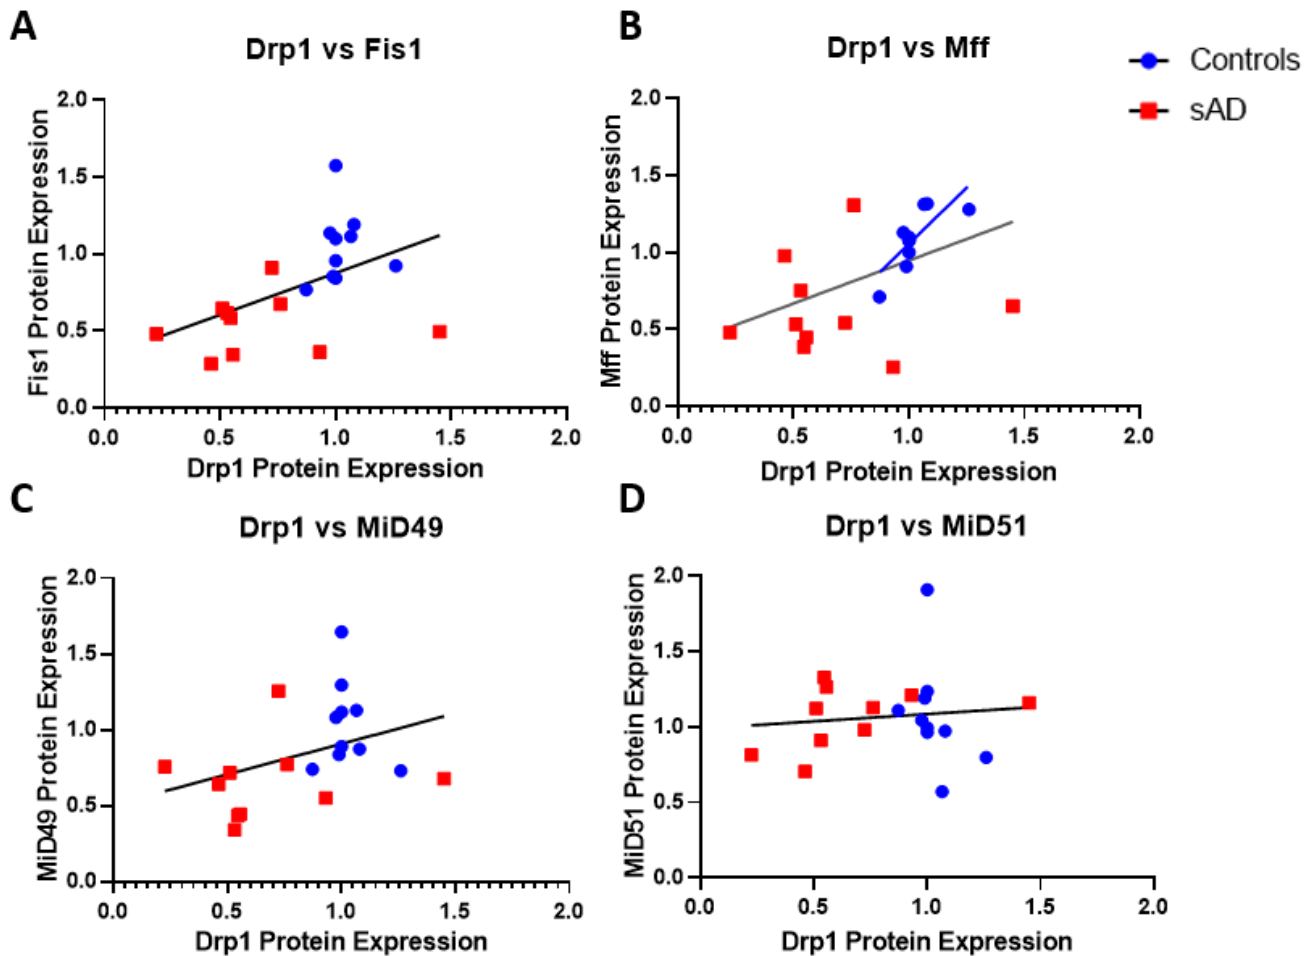 A
Drp1 vs Fis1
Fis1 Protein Expression
2.0
1.5
1.0
0.5
0.0
0.0 0.5 1.0 1.5 2.0
Drp1 Protein Expression
B
Drp1 vs Mff
Mff Protein Expression
2.0
1.5
1.0
0.5
0.0
0.0 0.5 1.0 1.5 2.0
Drp1 Protein Expression
Controls
sAD
C
Drp1 vs MiD49
MiD49 Protein Expression
2.0
1.5
1.0
0.5
0.0
0.0 0.5 1.0 1.5 2.0
Drp1 Protein Expression
D
Drp1 vs MiD51
MiD51 Protein Expression
2.0
1.5
1.0
0.5
0.0
0.0 0.5 1.0 1.5 2.0
Drp1 Protein Expression